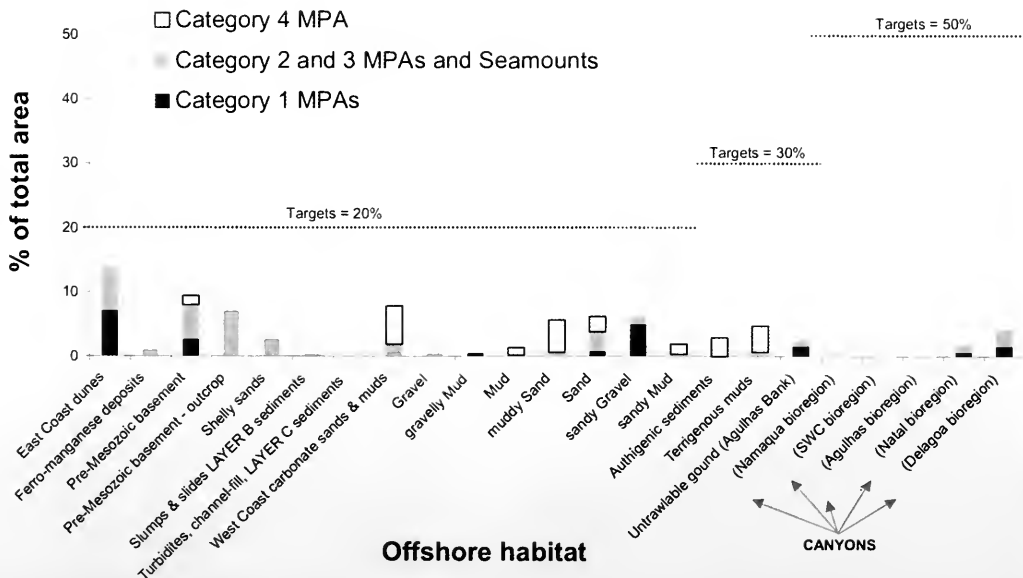 Category 4 MPA
Category 2 and 3 MPAs and Seamounts
Category 1 MPAs
Targets = 50%
Targets = 30%
Targets = 20%
% of total area
50
40
30
20
10
0
East Coast dunes
Ferro-manganese deposits
Pre-Mesozoic basement
Pre-Mesozoic basement - outcrop
Shelly sands
Slumps & slides LAYER B sediments
Turbidites, channel-fill, LAYER C sediments
West Coast carbonate sands & muds
Gravel
gravelly Mud
Mud
muddy Sand
Sand
sandy Gravel
sandy Mud
Authigenic sediments
Terrigenous muds
Untrawlable gound (Agulhas Bank)
(Namaqua bioregion)
(SWC bioregion)
(Agulhas bioregion)
(Natal bioregion)
(Delagoa bioregion)
CANYONS
Offshore habitat